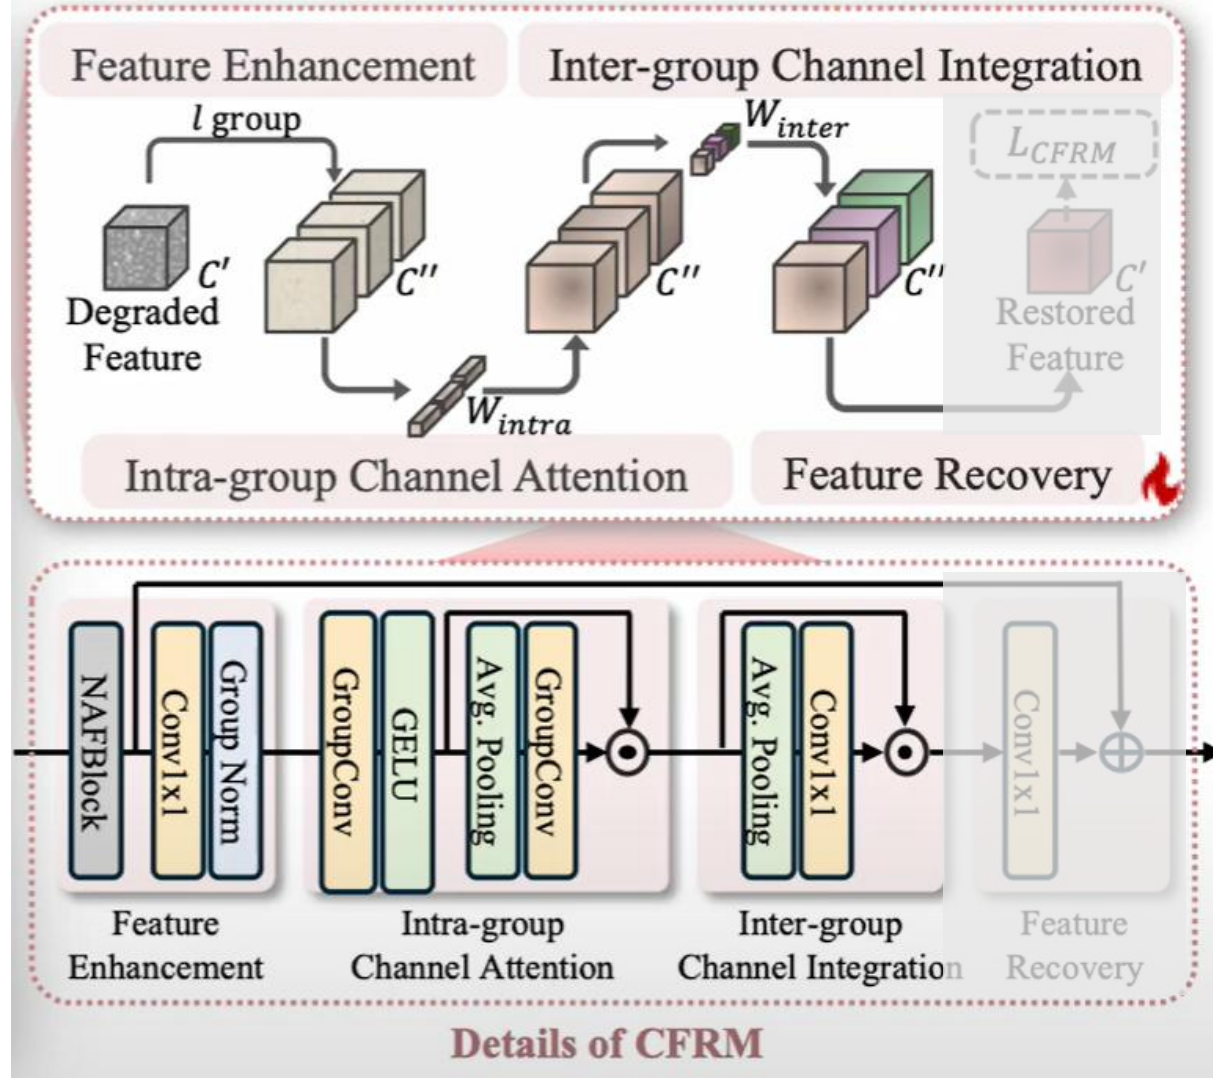 Feature Enhancement
Inter-group Channel Integration
l group
W_inter
L_CFRM
C'
C''
C''
C''
C'
Degraded
Feature
Restored
Feature
W_intra
Intra-group Channel Attention
Feature Recovery
NAFBlock
Conv1x1
Group Norm
GroupConv
GELU
Avg. Pooling
GroupConv
Avg. Pooling
Conv1x1
Conv1x1
Feature
Enhancement
Intra-group
Channel Attention
Inter-group
Channel Integration
Feature
Recovery
Details of CFRM